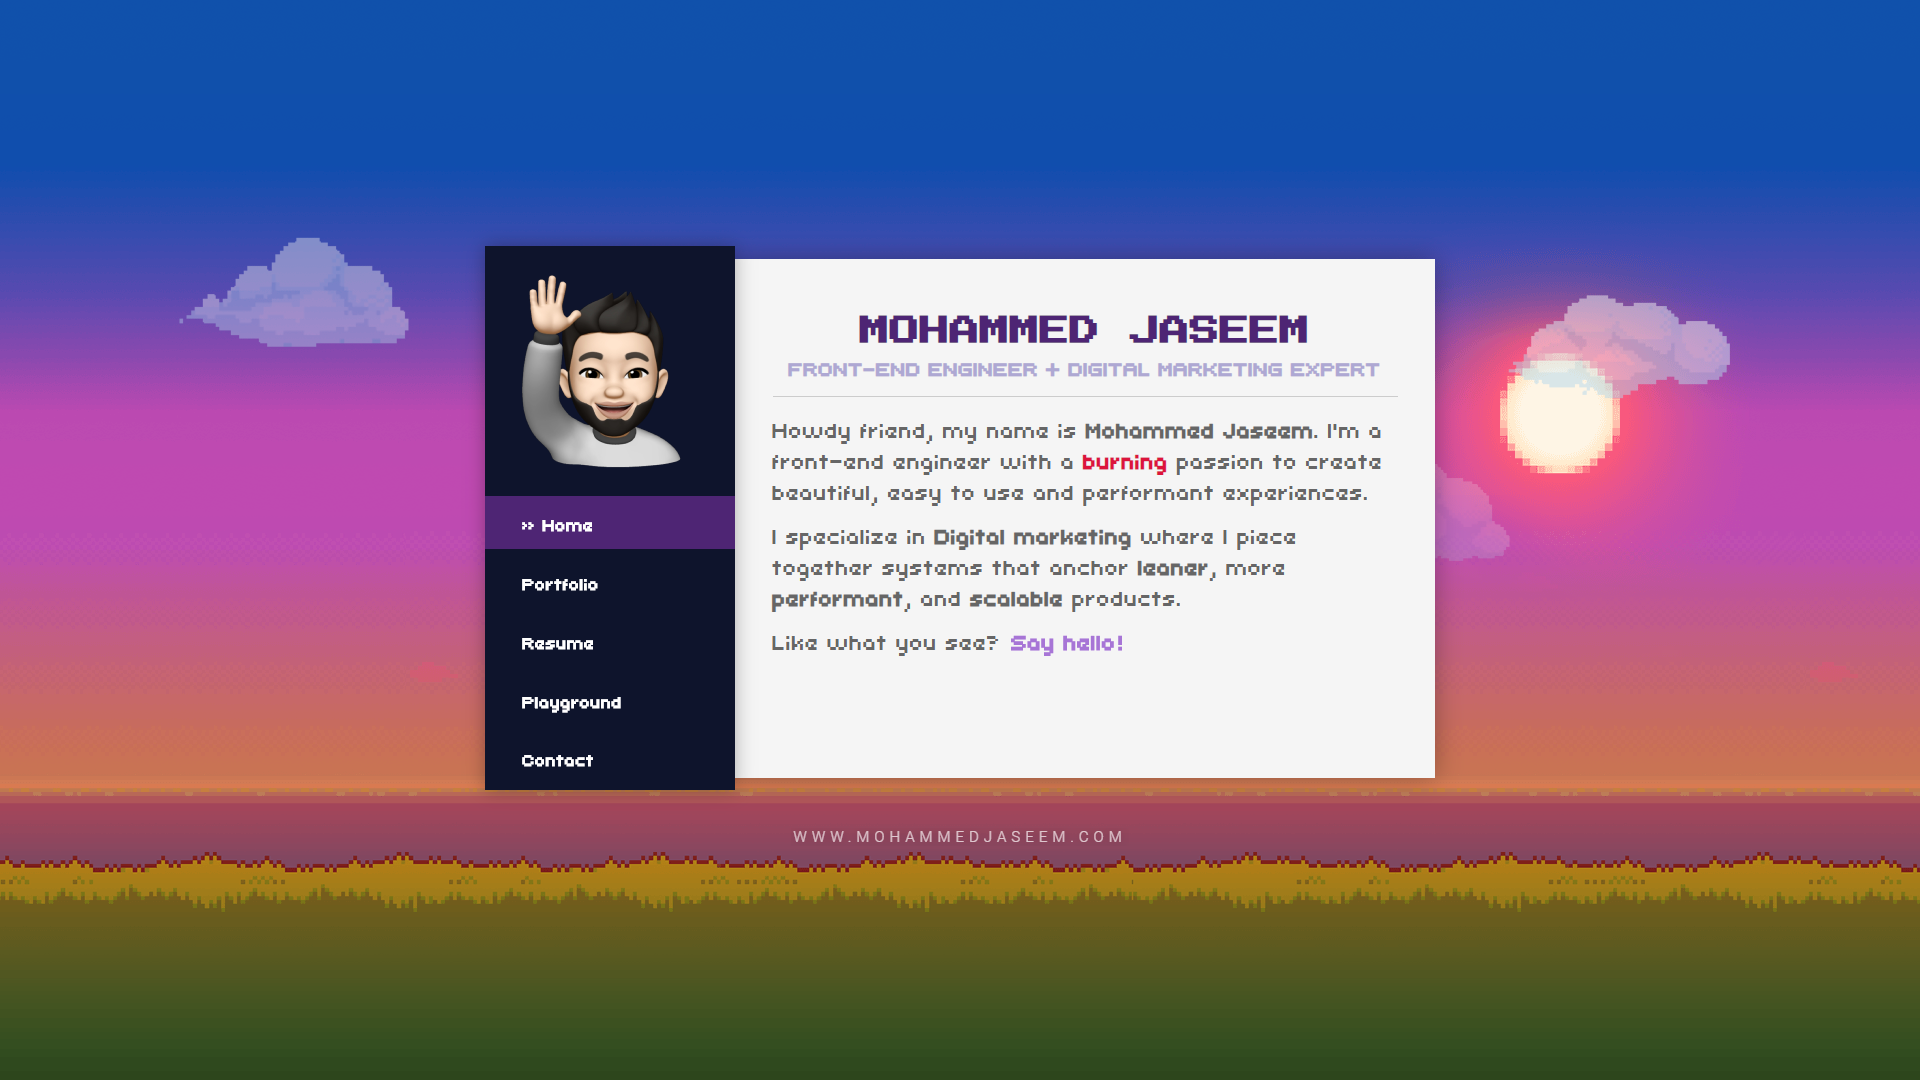 » Home
Portfolio
Resume
Playground
Contact
MOHAMMED JASEEM
FRONT-END ENGINEER + DIGITAL MARKETING EXPERT
Howdy friend, my name is Mohammed Jaseem. I'm a
front-end engineer with a burning passion to create
beautiful, easy to use and performant experiences.
I specialize in Digital marketing where I piece
together systems that anchor leaner, more
performant, and scalable products.
Like what you see? Say hello!
WWW.MOHAMMEDJASEEM.COM